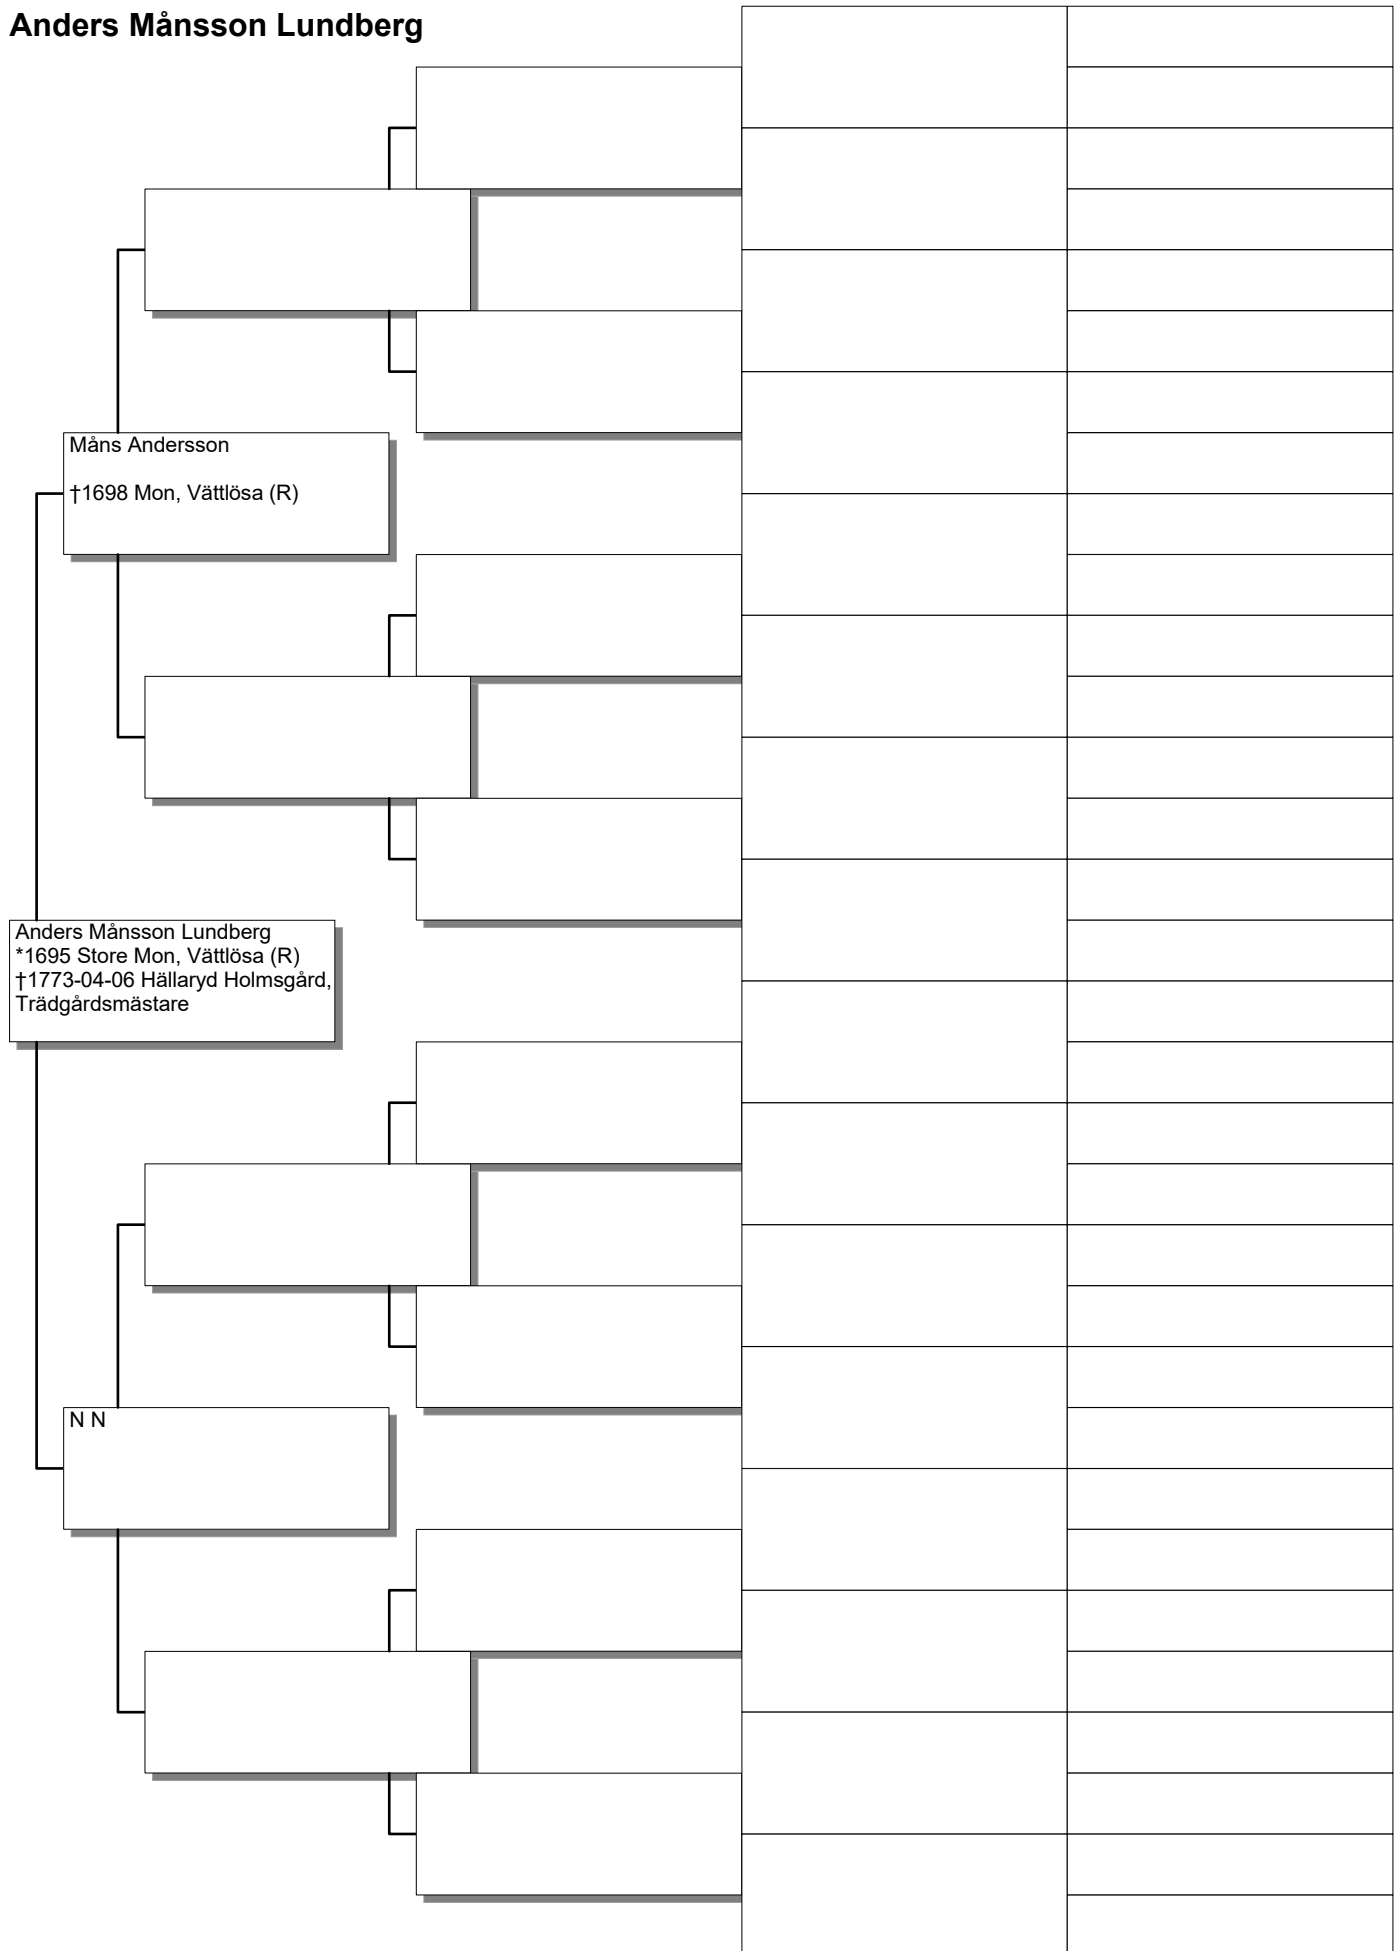 Anders Månsson Lundberg
Måns Andersson
†1698 Mon, Vättlösa (R)
Anders Månsson Lundberg
*1695 Store Mon, Vättlösa (R)
†1773-04-06 Hällaryd Holmsgård,
Trädgårdsmästare
N N